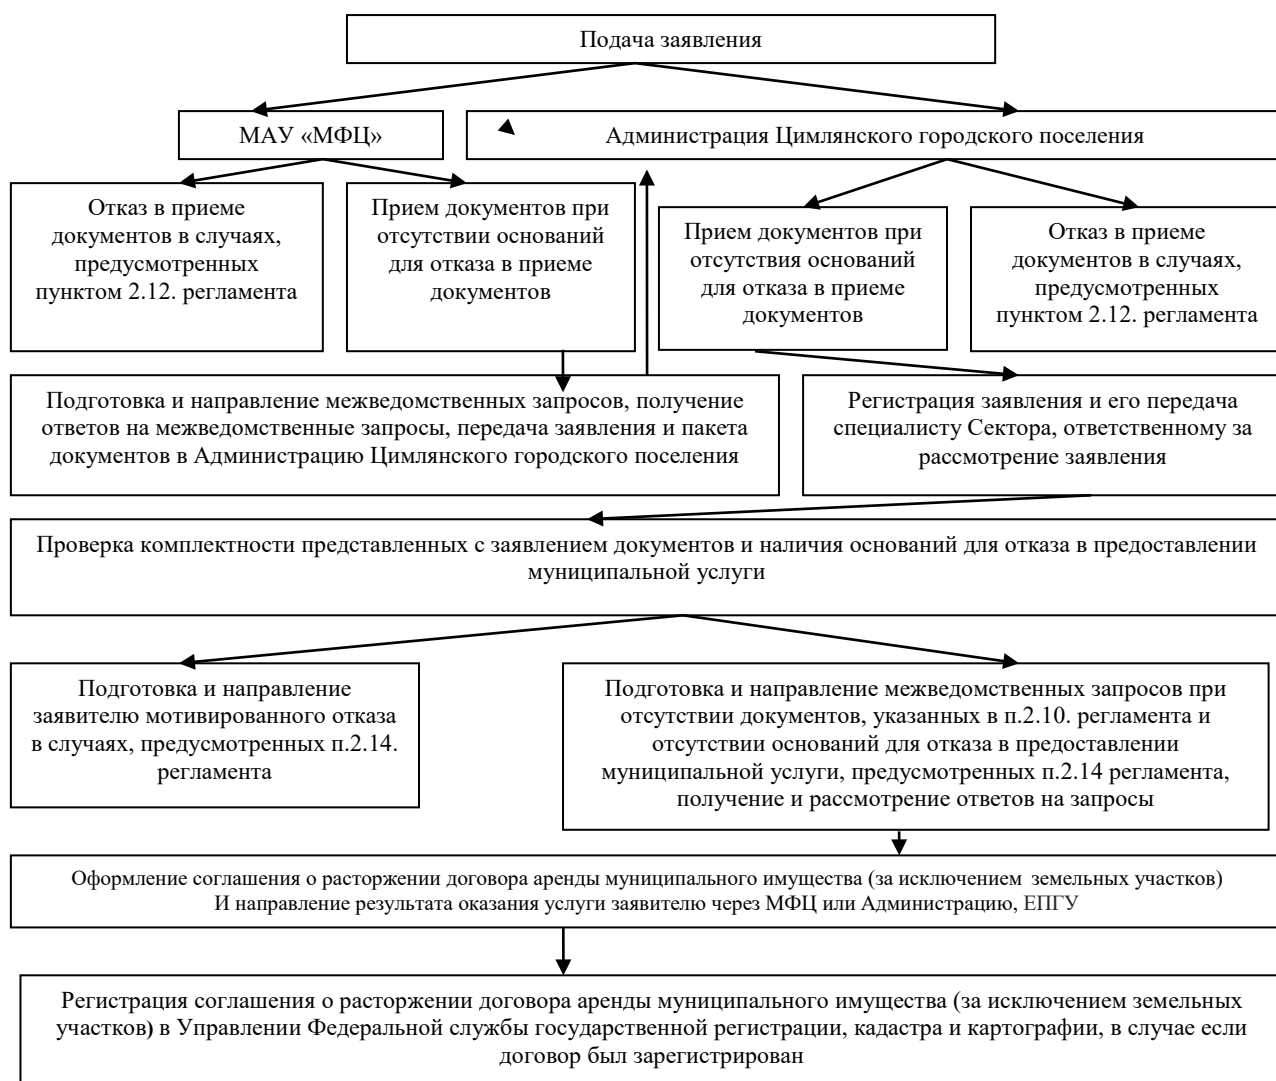 Подача заявления
МАУ «МФЦ»
Администрация Цимлянского городского поселения
Отказ в приеме
документов в случаях,
предусмотренных
пунктом 2.12. регламента
Прием документов при
отсутствии оснований
для отказа в приеме
документов
Прием документов при
отсутствия оснований
для отказа в приеме
документов
Отказ в приеме
документов в случаях,
предусмотренных
пунктом 2.12. регламента
Подготовка и направление межведомственных запросов, получение
ответов на межведомственные запросы, передача заявления и пакета
документов в Администрацию Цимлянского городского поселения
Регистрация заявления и его передача
специалисту Сектора, ответственному за
рассмотрение заявления
Проверка комплектности представленных с заявлением документов и наличия оснований для отказа в предоставлении
муниципальной услуги
Подготовка и направление
заявителю мотивированного отказа
в случаях, предусмотренных п.2.14.
регламента
Подготовка и направление межведомственных запросов при
отсутствии документов, указанных в п.2.10. регламента и
отсутствии оснований для отказа в предоставлении
муниципальной услуги, предусмотренных п.2.14 регламента,
получение и рассмотрение ответов на запросы
Оформление соглашения о расторжении договора аренды муниципального имущества (за исключением земельных участков)
И направление результата оказания услуги заявителю через МФЦ или Администрацию, ЕПГУ
Регистрация соглашения о расторжении договора аренды муниципального имущества (за исключением земельных
участков) в Управлении Федеральной службы государственной регистрации, кадастра и картографии, в случае если
договор был зарегистрирован